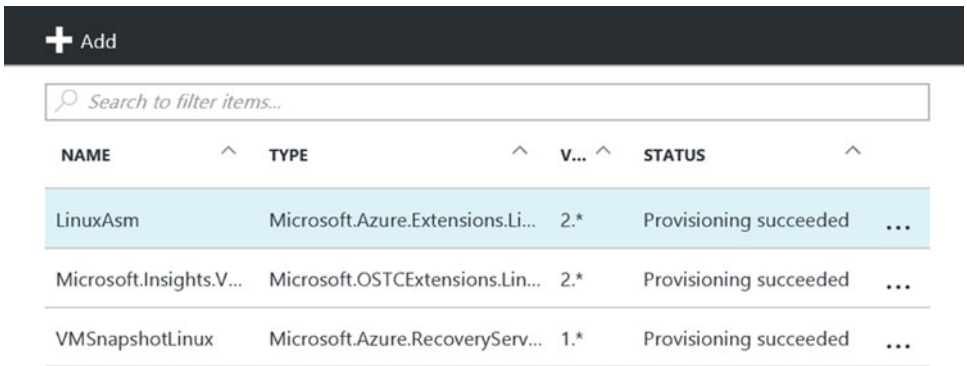 Add
Search to filter items...
NAME TYPE V... STATUS
LinuxAsm Microsoft.Azure.Extensions.Li... 2.* Provisioning succeeded ...
Microsoft.Insights.V... Microsoft.OSTCExtensions.Lin... 2.* Provisioning succeeded ...
VMSnapshotLinux Microsoft.Azure.RecoveryServ... 1.* Provisioning succeeded ...